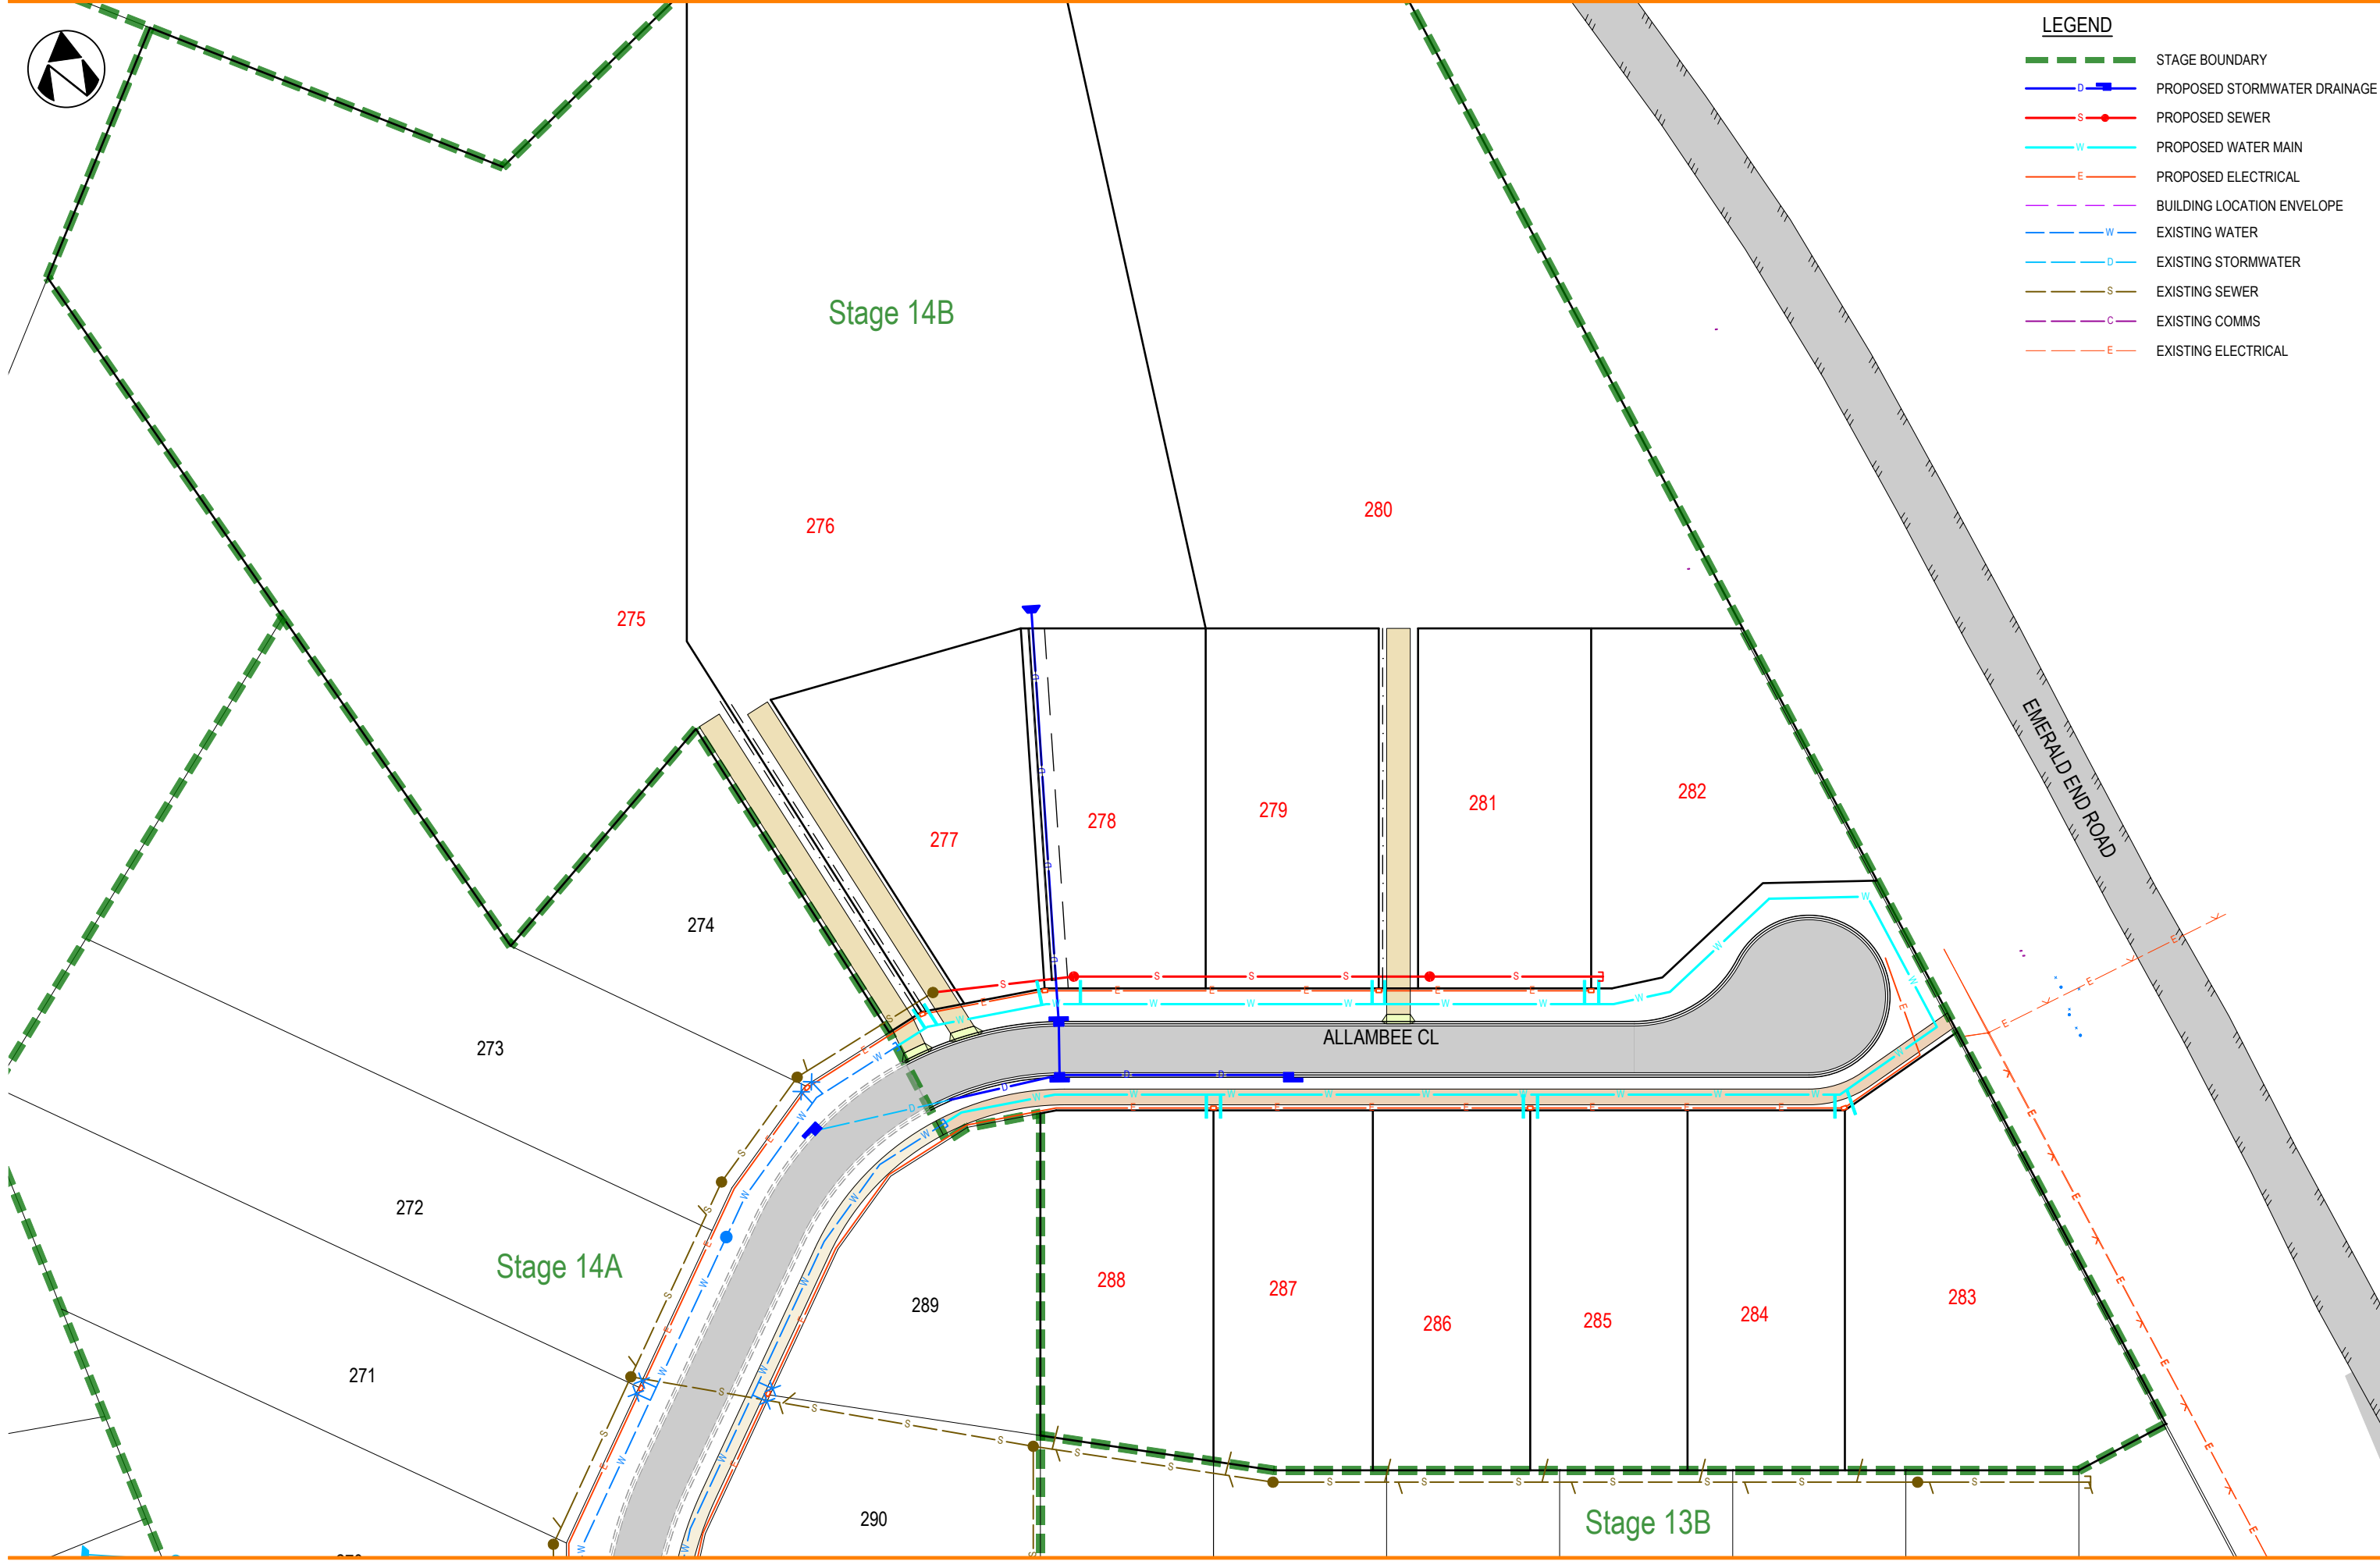 LEGEND
STAGE BOUNDARY
D PROPOSED STORMWATER DRAINAGE
S PROPOSED SEWER
W PROPOSED WATER MAIN
E PROPOSED ELECTRICAL
BUILDING LOCATION ENVELOPE
W EXISTING WATER
D EXISTING STORMWATER
S EXISTING SEWER
C EXISTING COMMS
E EXISTING ELECTRICAL
N
Stage 14B
280
276
275
EMERALD END ROAD
282
281
279
278
277
274
ALLAMBEE CL
273
272
Stage 14A
288
287
283
289
284
285
286
271
290
Stage 13B